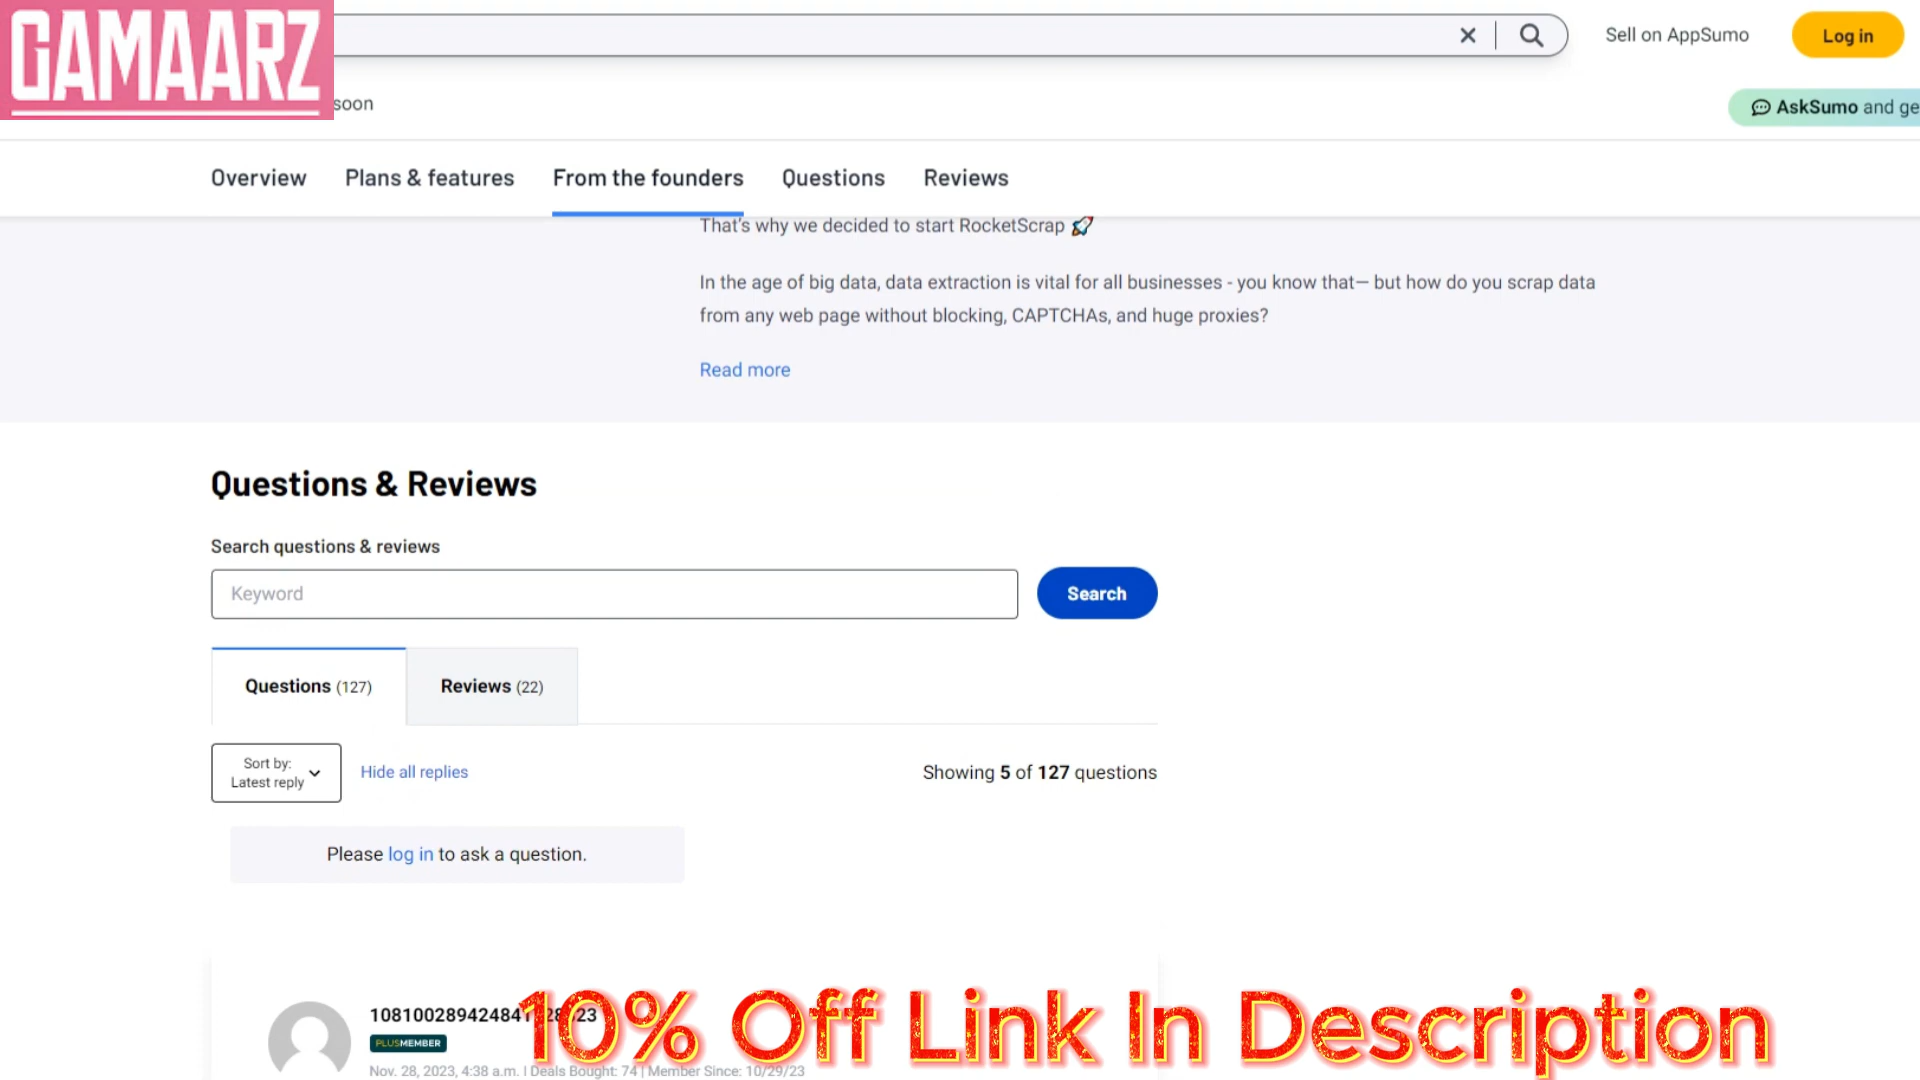 GAMAARZ
Sell on AppSumo
Log in
soon
AskSumo and ge
Overview
Plans & features
From the founders
Questions
Reviews
That's why we decided to start RocketScrap 🚀
In the age of big data, data extraction is vital for all businesses - you know that— but how do you scrap data
from any web page without blocking, CAPTCHAs, and huge proxies?
Read more
Questions & Reviews
Search questions & reviews
Keyword
Search
Questions (127)
Reviews (22)
Sort by:
Latest reply
Hide all replies
Showing 5 of 127 questions
Please log in to ask a question.
10% Off Link In Description
PLUSMEMBER
Nov. 28, 2023, 4:38 a.m. | Deals Bought: 74 | Member Since: 10/29/23